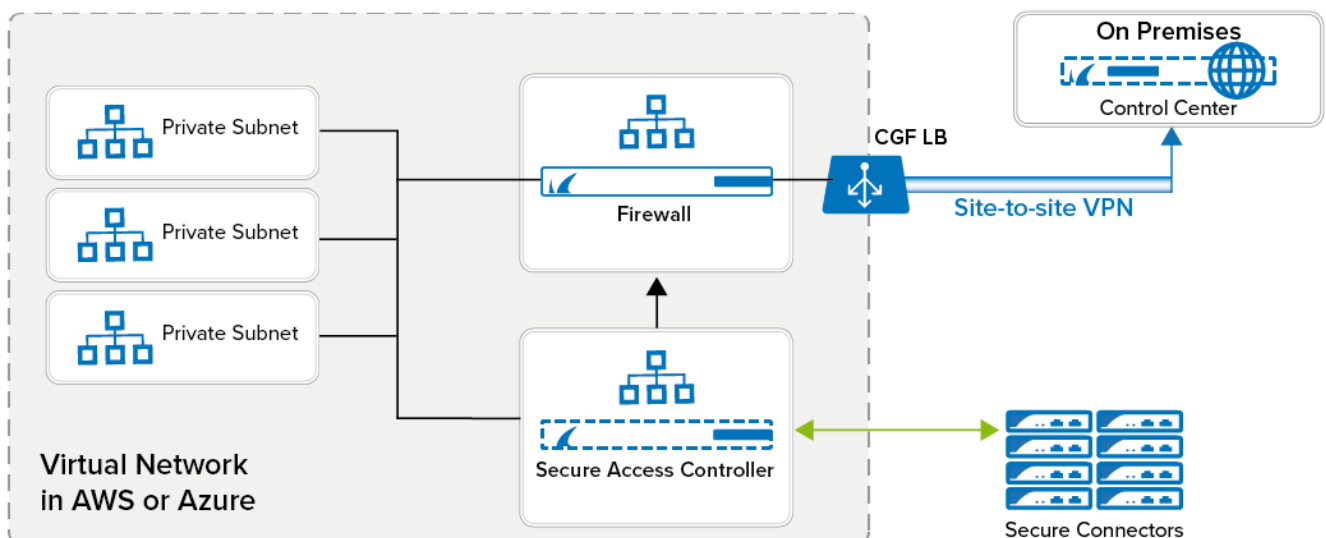 On Premises
Control Center
CGF LB
Site-to-site VPN
Private Subnet
Private Subnet
Private Subnet
Firewall
Secure Access Controller
Virtual Network
in AWS or Azure
Secure Connectors